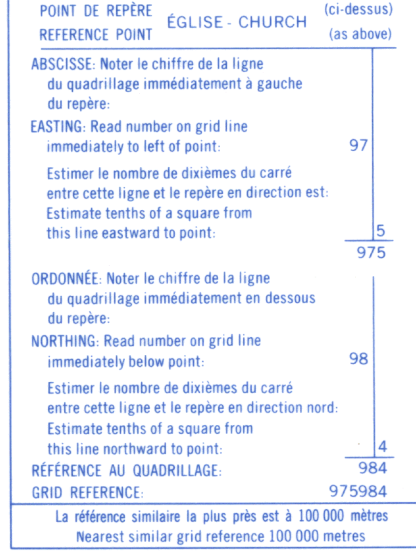 POINT DE REPÈRE ÉGLISE - CHURCH (ci-dessus)
REFERENCE POINT (as above)
ABSCISSE: Noter le chiffre de la ligne
du quadrillage immédiatement à gauche
du repère:
EASTING: Read number on grid line
immediately to left of point: 97
Estimer le nombre de dixièmes du carré
entre cette ligne et le repère en direction est:
Estimate tenths of a square from
this line eastward to point: 5
975
ORDONNÉE: Noter le chiffre de la ligne
du quadrillage immédiatement en dessous
du repère:
NORTHING: Read number on grid line
immediately below point: 98
Estimer le nombre de dixièmes du carré
entre cette ligne et le repère en direction nord:
Estimate tenths of a square from
this line northward to point: 4
RÉFÉRENCE AU QUADRILLAGE: 984
GRID REFERENCE: 975984
La référence similaire la plus près est à 100 000 mètres
Nearest similar grid reference 100 000 metres